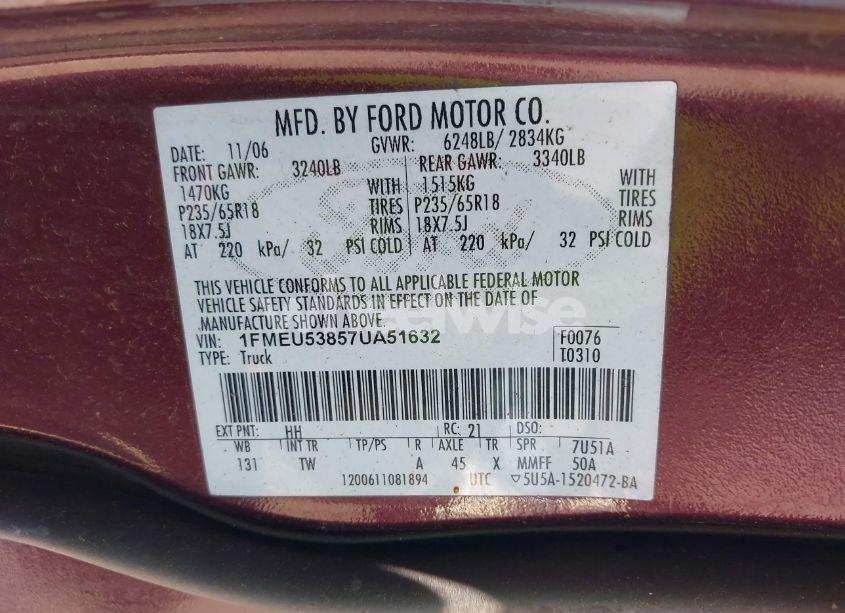 MFD. BY FORD MOTOR CO.
DATE: 11/06 GVWR: 6248LB/ 2834KG
FRONT GAWR: 3240LB REAR GAWR: 3340LB
1470KG WITH 1515KG WITH
P235/65R18 TIRES P235/65R18 TIRES
18X7.5J RIMS 18X7.5J RIMS
AT 220 kPa/ 32 PSI COLD AT 220 kPa/ 32 PSI COLD
THIS VEHICLE CONFORMS TO ALL APPLICABLE FEDERAL MOTOR
VEHICLE SAFETY STANDARDS IN EFFECT ON THE DATE OF
MANUFACTURE SHOWN ABOVE.
VIN: 1FMEU53857UA51632 F0076
TYPE: Truck T0310
EXT PNT: HH RC: 21 DSO:
WB INT TR TP/PS R AXLE TR SPR 7U51A
131 TW A 45 X MMFF 50A
1200611081894 UTC ▽5U5A-1520472-BA